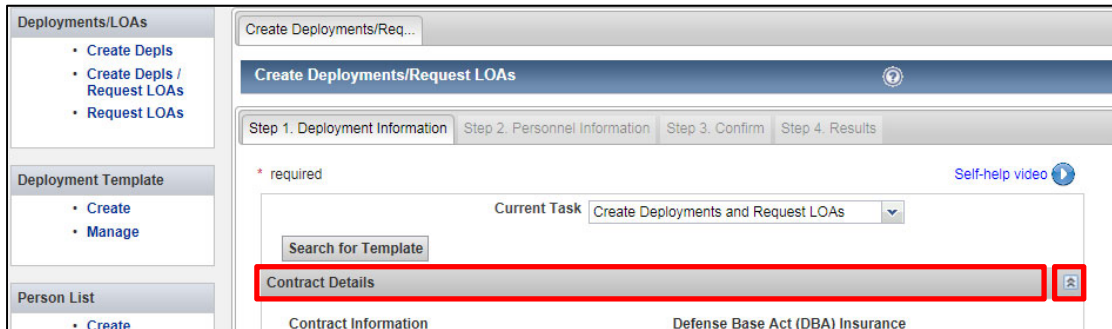 Deployments/LOAs
• Create Depls
• Create Depls /
Request LOAs
• Request LOAs
Deployment Template
• Create
• Manage
Person List
• Create
Create Deployments/Req...
Create Deployments/Request LOAs
Step 1. Deployment Information Step 2. Personnel Information Step 3. Confirm Step 4. Results
* required Self-help video
Current Task Create Deployments and Request LOAs
Search for Template
Contract Details
Contract Information Defense Base Act (DBA) Insurance